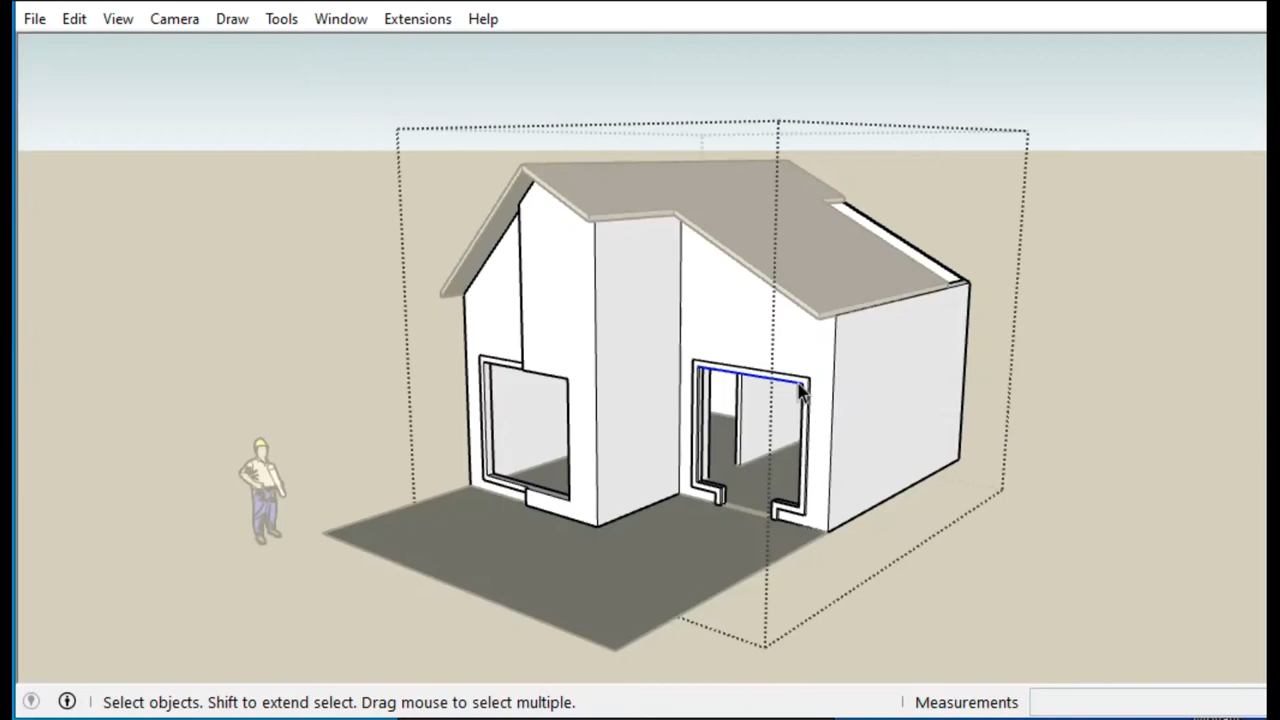 File Edit View Camera Draw Tools Window Extensions Help
Select objects. Shift to extend select. Drag mouse to select multiple. Measurements